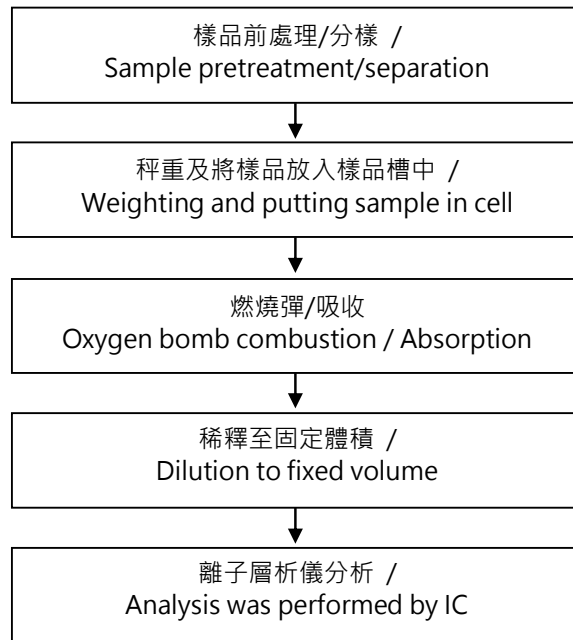 樣品前處理/分樣 /
Sample pretreatment/separation
秤重及將樣品放入樣品槽中 /
Weighting and putting sample in cell
燃燒彈/吸收
Oxygen bomb combustion / Absorption
稀釋至固定體積 /
Dilution to fixed volume
離子層析儀分析 /
Analysis was performed by IC